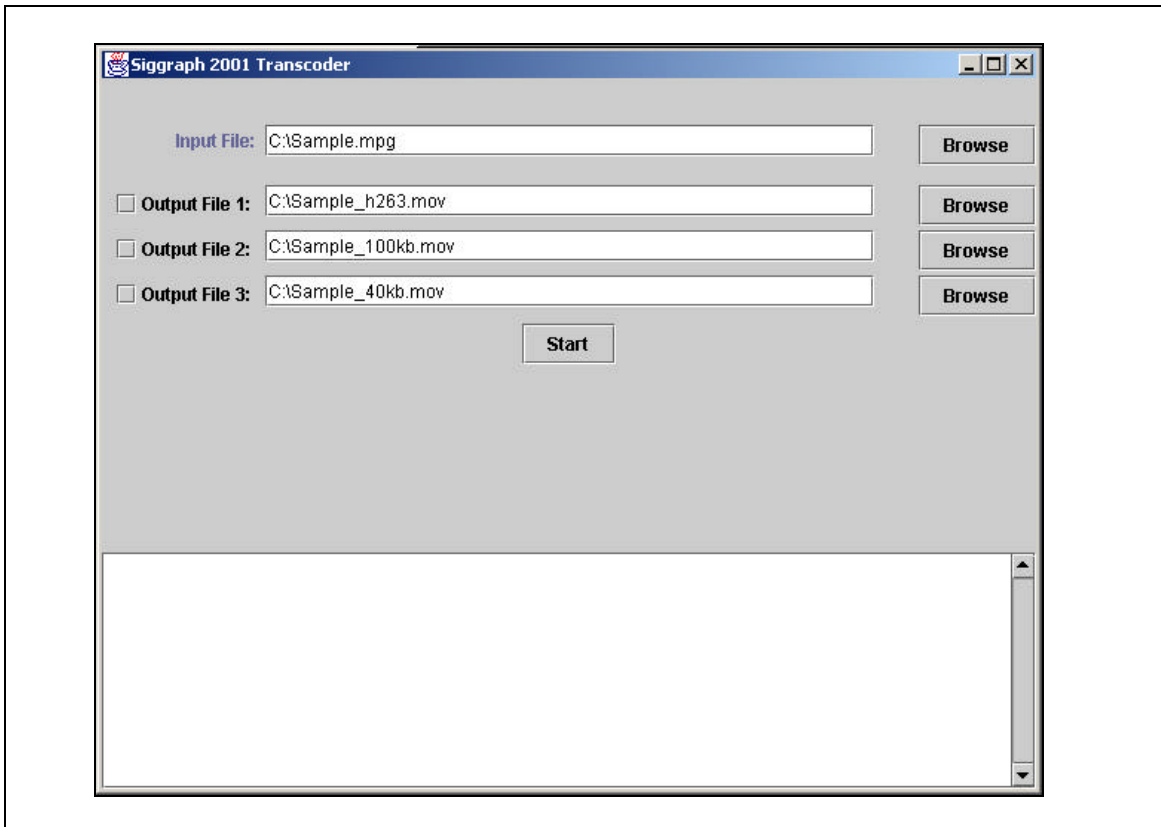 Siggraph 2001 Transcoder
Input File: C:\Sample.mpg Browse
Output File 1: C:\Sample_h263.mov Browse
Output File 2: C:\Sample_100kb.mov Browse
Output File 3: C:\Sample_40kb.mov Browse
Start